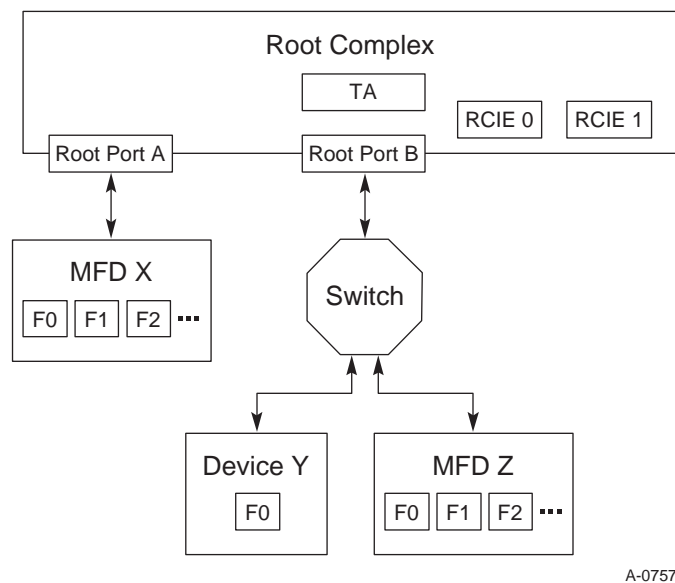 Root Complex
TA
RCIE 0 RCIE 1
Root Port A Root Port B
MFD X
F0 F1 F2 ...
Switch
Device Y
F0
MFD Z
F0 F1 F2 ...
A-0757